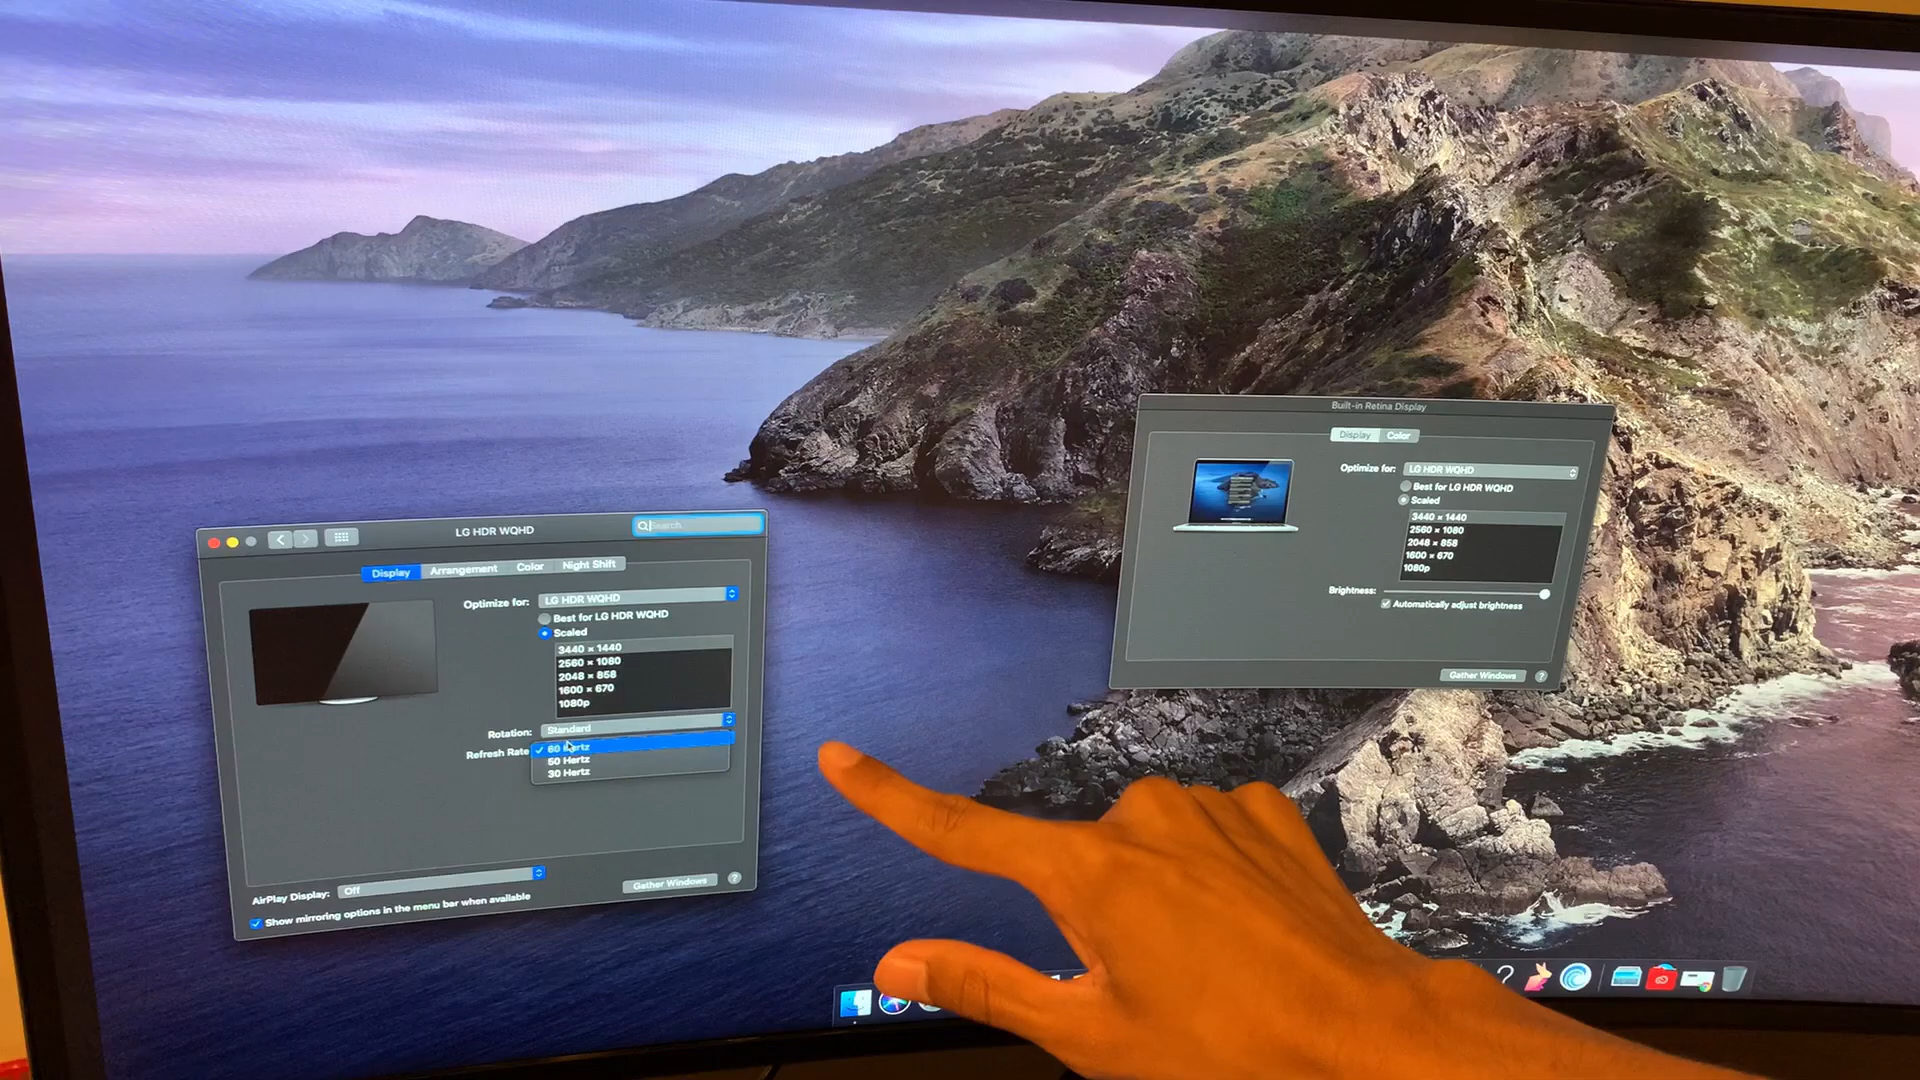 LG HDR WQHD
Search
Display Arrangement Color Night Shift
Optimize for: LG HDR WQHD
Best for LG HDR WQHD
Scaled
3440 × 1440
2560 × 1080
2048 × 858
1600 × 670
1080p
Rotation: Standard
Refresh Rate
60 Hertz
50 Hertz
30 Hertz
AirPlay Display: Off
Gather Windows ?
Show mirroring options in the menu bar when available
Built-in Retina Display
Display Color
Optimize for: LG HDR WQHD
Best for LG HDR WQHD
Scaled
3440 × 1440
2560 × 1080
2048 × 858
1600 × 670
1080p
Brightness:
Automatically adjust brightness
Gather Windows ?
?